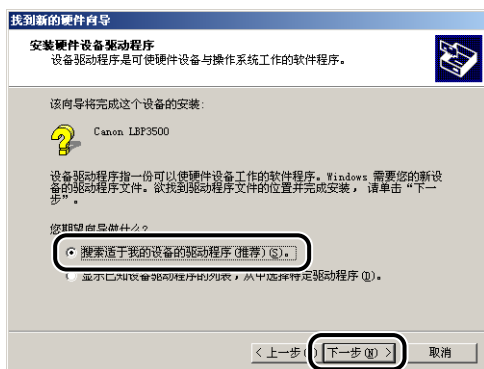 找到新的硬件向导
安装硬件设备驱动程序
设备驱动程序是可使硬件设备与操作系统工作的软件程序。
该向导将完成这个设备的安装:
Canon LBP3500
设备驱动程序指一份可以使硬件设备工作的软件程序。Windows 需要您的新设
备的驱动程序文件。欲找到驱动程序文件的位置并完成安装, 请单击“下一
步”。
您期望向导做什么?
搜索适于我的设备的驱动程序(推荐)(S)。
显示已知设备驱动程序的列表,从中选择特定驱动程序(D)。
< 上一步( 下一步(N) > 取消